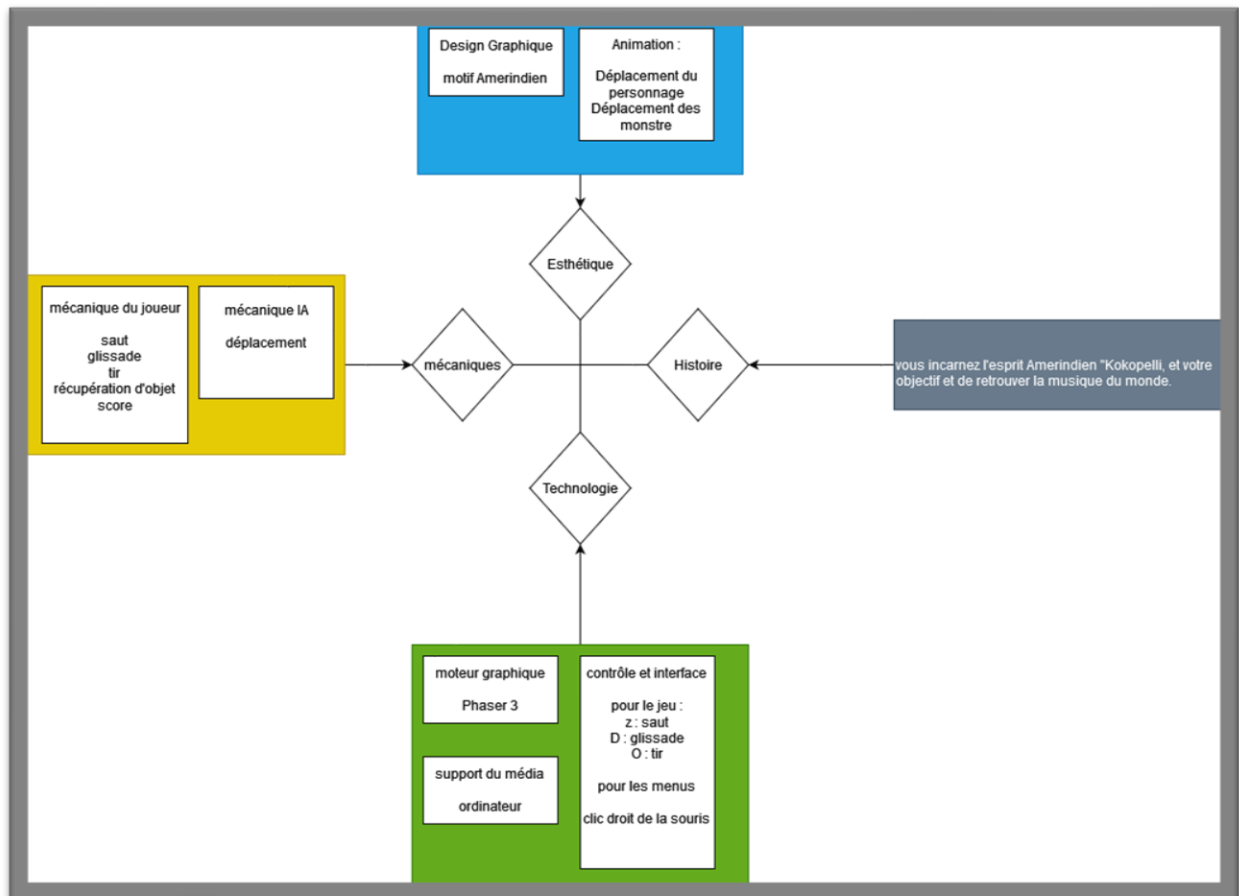 Design Graphique
motif Amerindien
Animation :
Déplacement du
personnage
Déplacement des
monstre
Esthétique
mécanique du joueur
saut
glissade
tir
récupération d'objet
score
mécanique IA
déplacement
mécaniques
Histoire
vous incarnez l'esprit Amerindien "Kokopelli, et votre
objectif et de retrouver la musique du monde.
Technologie
moteur graphique
Phaser 3
support du média
ordinateur
contrôle et interface
pour le jeu :
z : saut
D : glissade
O : tir
pour les menus
clic droit de la souris